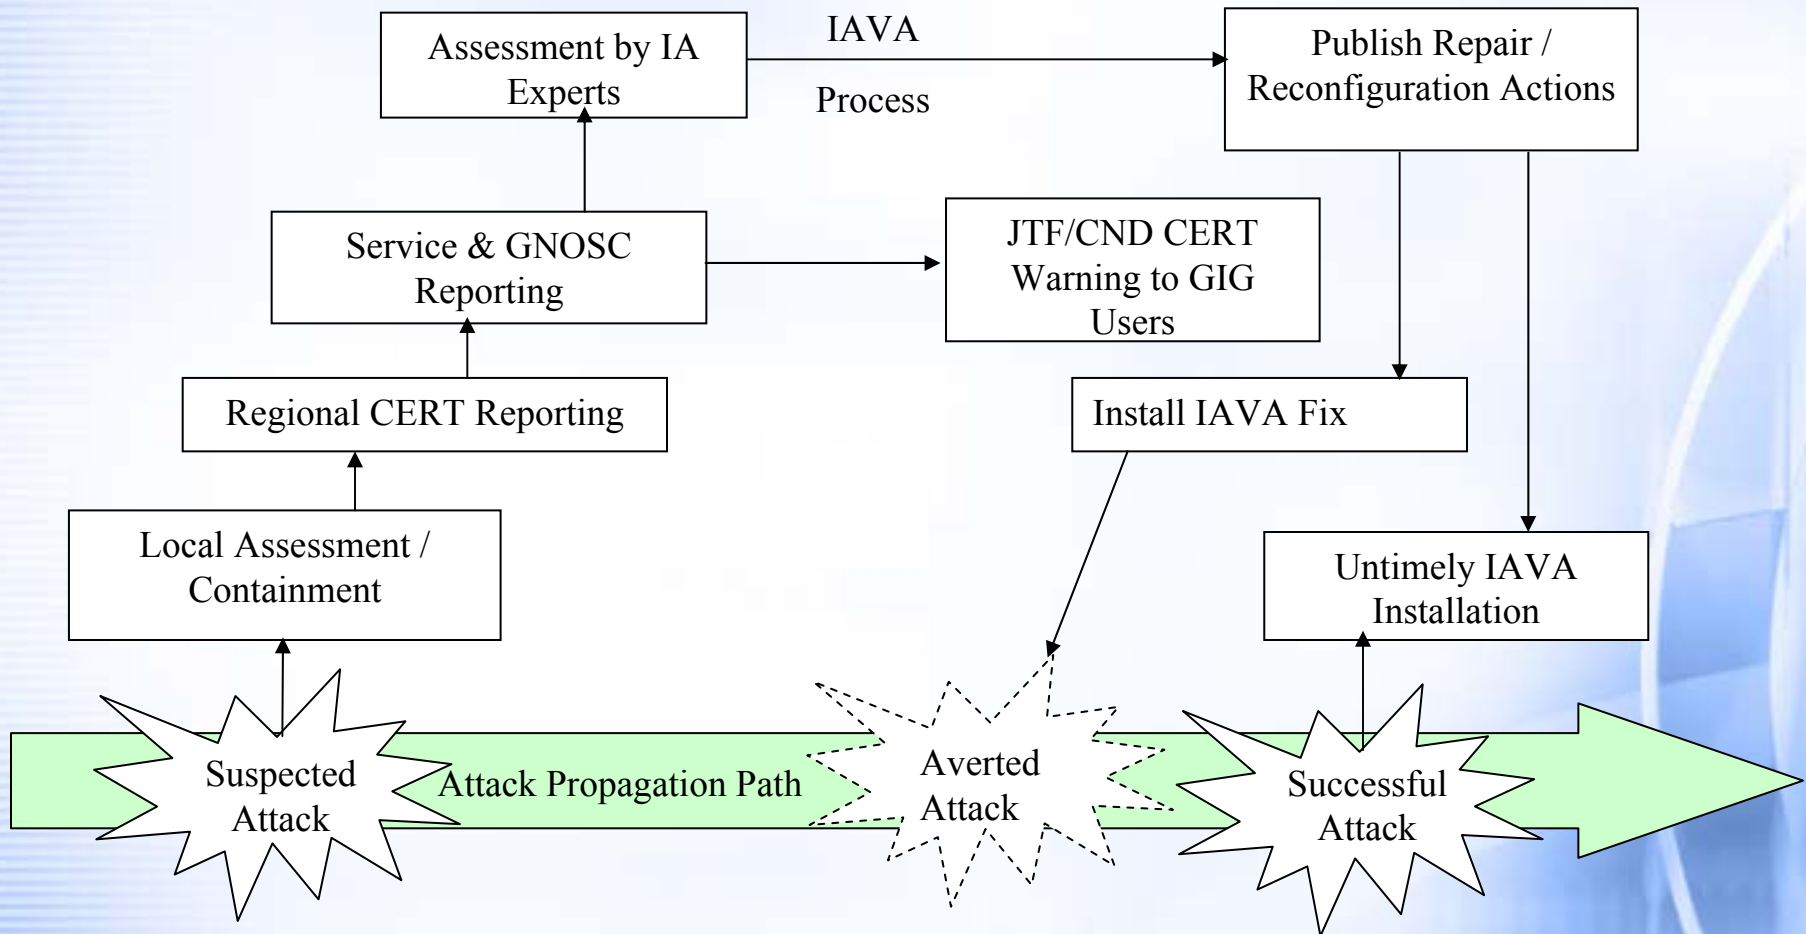 Assessment by IA
Experts
IAVA
Process
Publish Repair /
Reconfiguration Actions
Service & GNOSC
Reporting
JTF/CND CERT
Warning to GIG
Users
Regional CERT Reporting
Install IAVA Fix
Local Assessment /
Containment
Untimely IAVA
Installation
Suspected
Attack
Attack Propagation Path
Averted
Attack
Successful
Attack